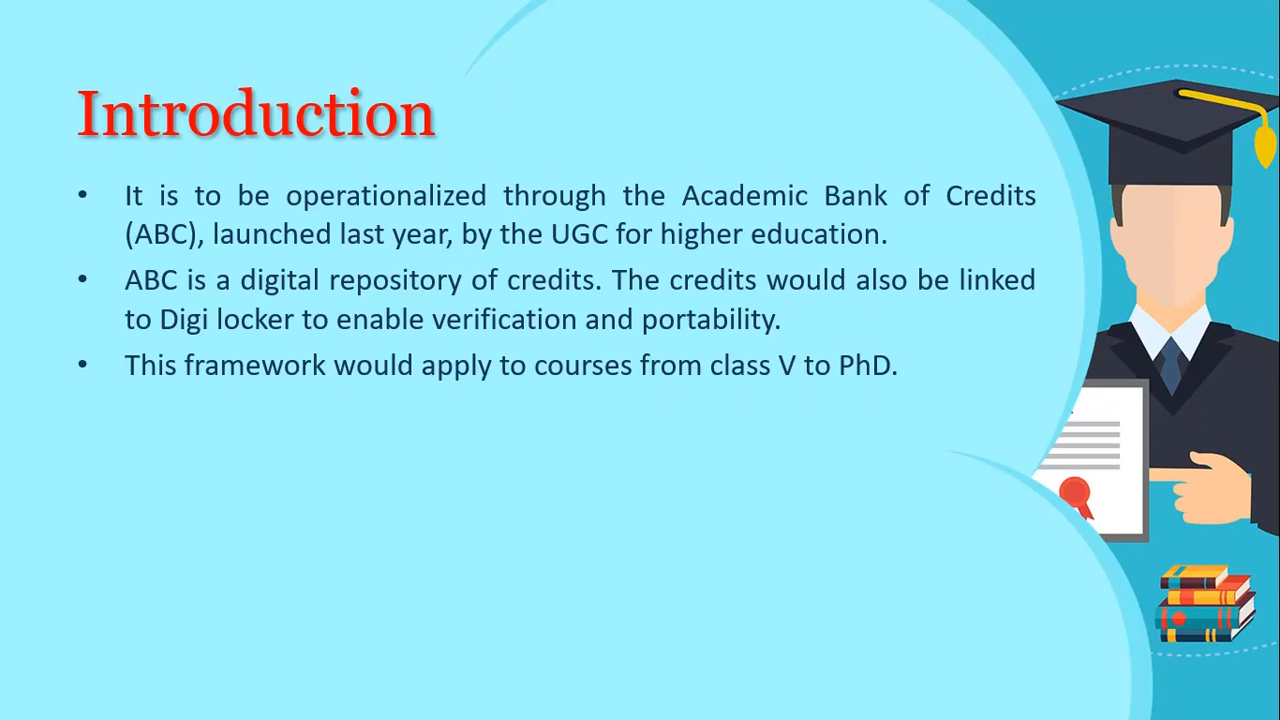 Introduction
• It is to be operationalized through the Academic Bank of Credits
(ABC), launched last year, by the UGC for higher education.
• ABC is a digital repository of credits. The credits would also be linked
to Digi locker to enable verification and portability.
• This framework would apply to courses from class V to PhD.